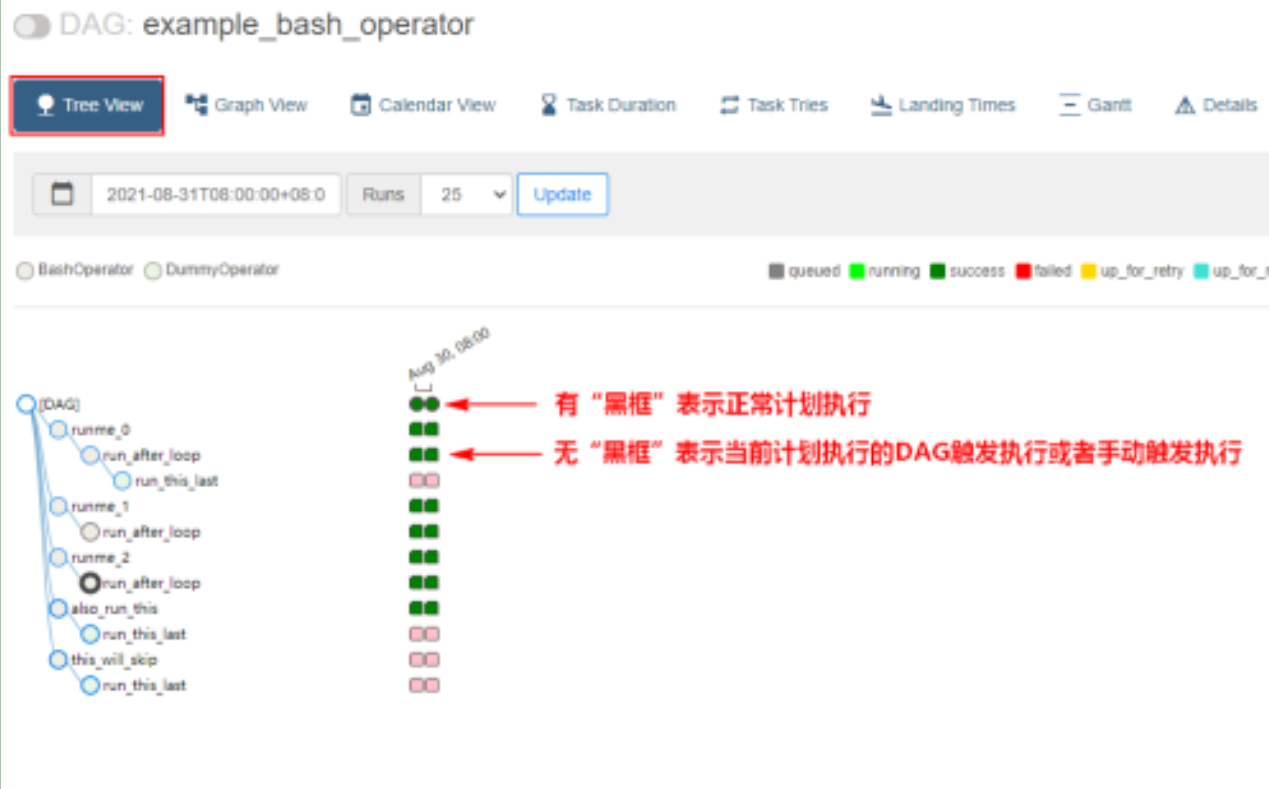 DAG: example_bash_operator
Tree View Graph View Calendar View Task Duration Task Tries Landing Times Gantt Details
2021-08-31T08:00:00+08:0 Runs 25 Update
BashOperator DummyOperator queued running success failed up_for_retry up_for_r
Aug 30, 08:00
[DAG] 有“黑框”表示正常计划执行
runme_0
run_after_loop 无“黑框”表示当前计划执行的DAG触发执行或者手动触发执行
run_this_last
runme_1
run_after_loop
runme_2
run_after_loop
also_run_this
run_this_last
this_will_skip
run_this_last